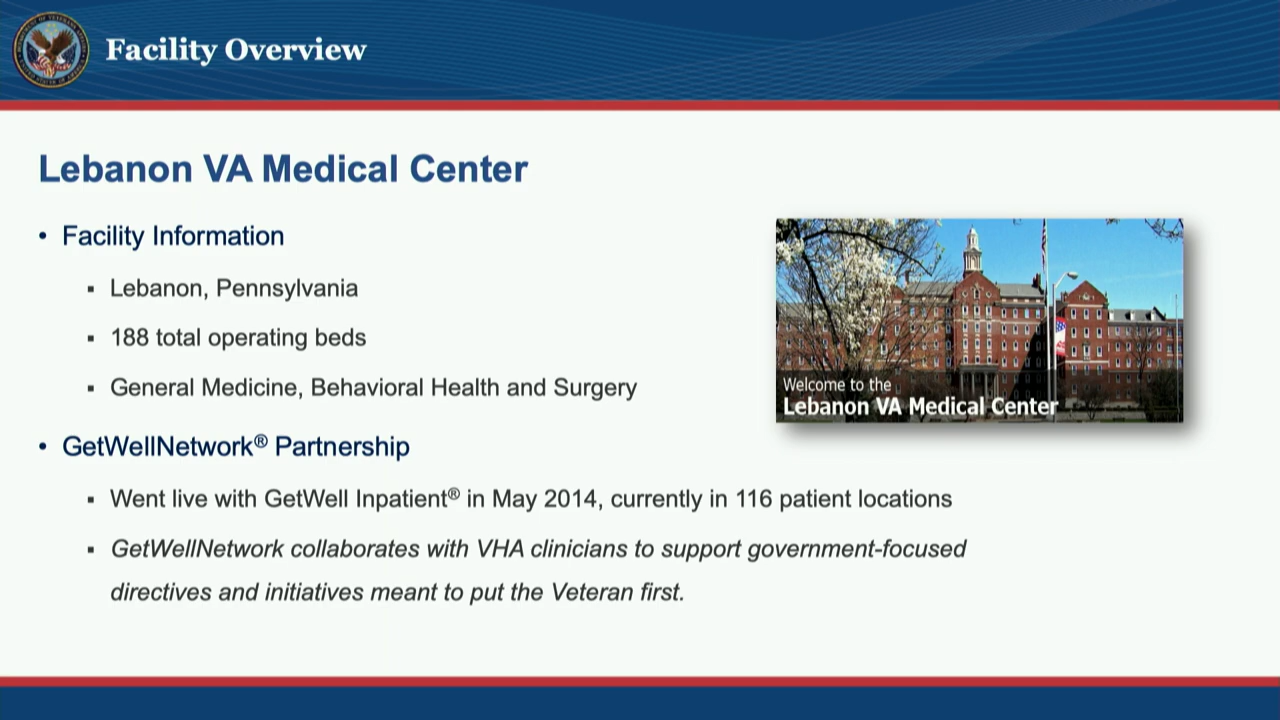 Facility Overview
Lebanon VA Medical Center
• Facility Information
▪ Lebanon, Pennsylvania
▪ 188 total operating beds
▪ General Medicine, Behavioral Health and Surgery
Welcome to the
Lebanon VA Medical Center
• GetWellNetwork® Partnership
▪ Went live with GetWell Inpatient® in May 2014, currently in 116 patient locations
▪ GetWellNetwork collaborates with VHA clinicians to support government-focused
directives and initiatives meant to put the Veteran first.